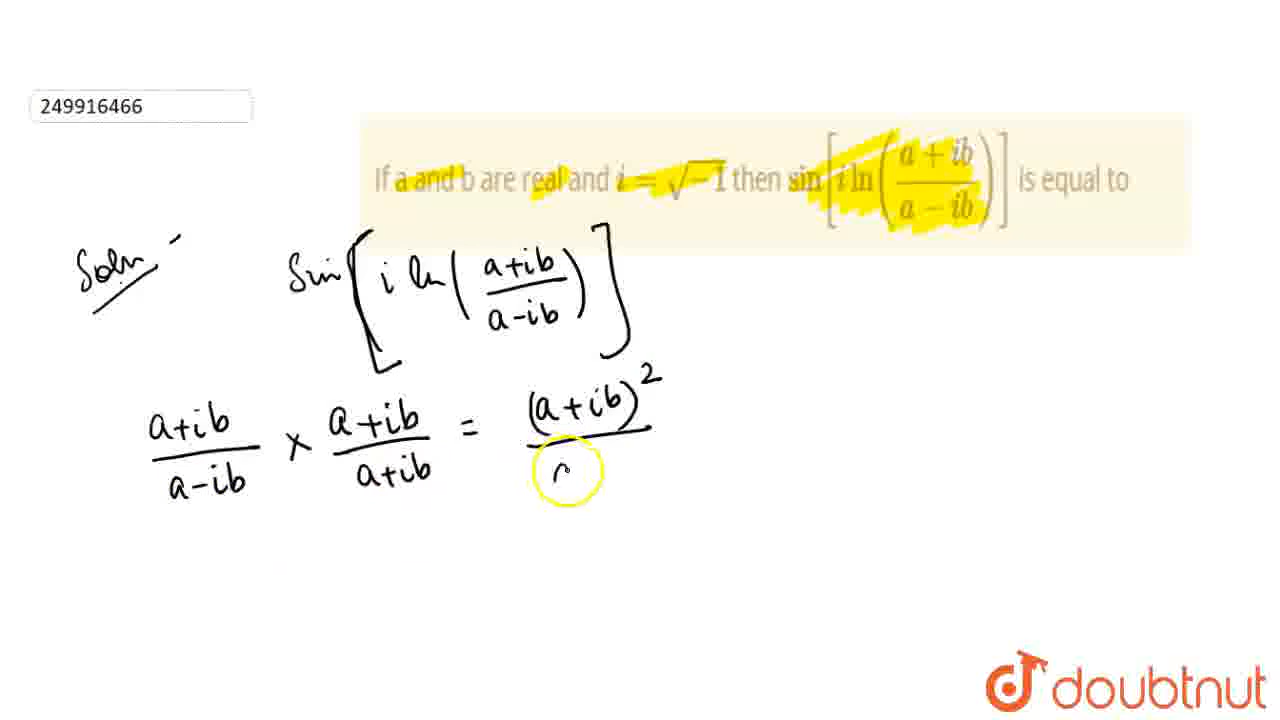 249916466
If a and b are real and i = √−1 then sin [i ln((a + ib)/(a − ib))] is equal to
Soln
Sin [i ln((a+ib)/(a-ib))]
(a+ib)/(a-ib) × (a+ib)/(a+ib) = (a+ib)²
doubtnut